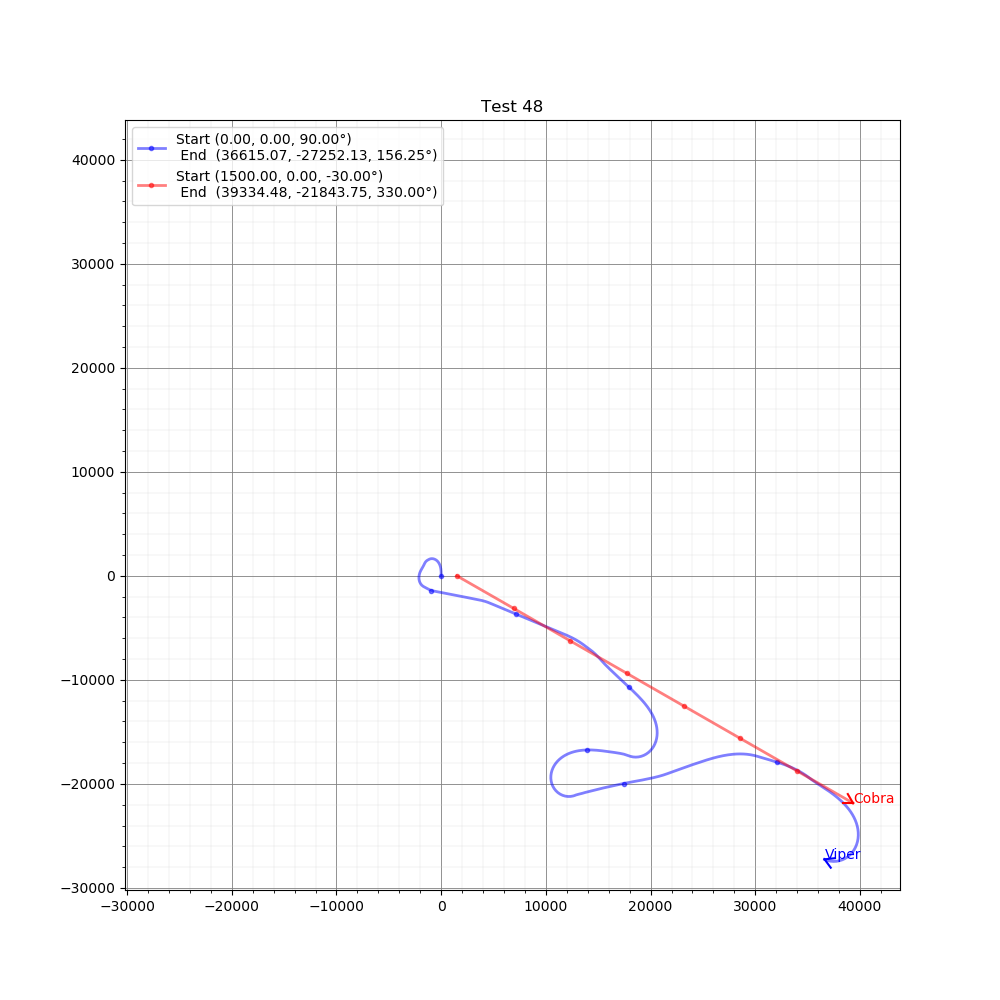 Test 48
Start (0.00, 0.00, 90.00°)
End  (36615.07, -27252.13, 156.25°)
Start (1500.00, 0.00, -30.00°)
End  (39334.48, -21843.75, 330.00°)
40000
30000
20000
10000
0
−10000
−20000
−30000
Cobra
Viper
−30000 −20000 −10000 0 10000 20000 30000 40000